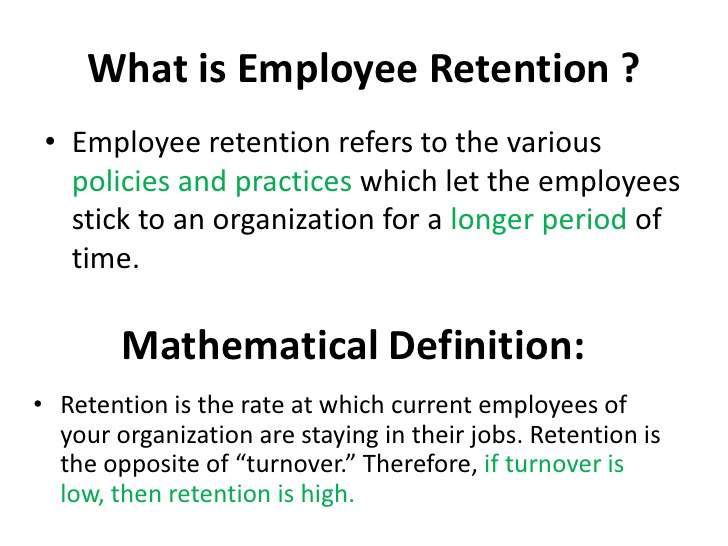 What is Employee Retention ?
• Employee retention refers to the various
policies and practices which let the employees
stick to an organization for a longer period of
time.
Mathematical Definition:
• Retention is the rate at which current employees of
your organization are staying in their jobs. Retention is
the opposite of “turnover.” Therefore, if turnover is
low, then retention is high.